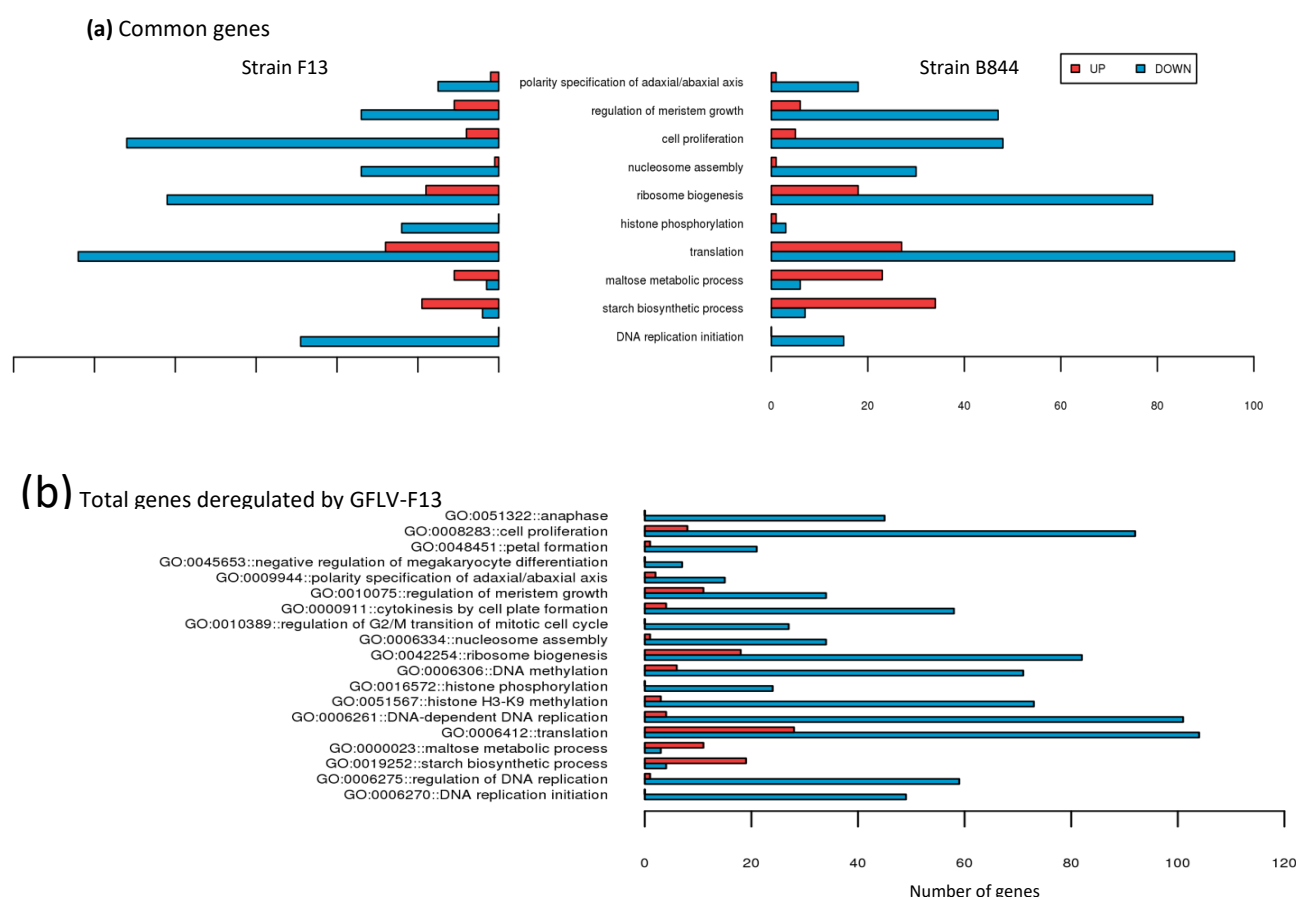 (a) Common genes
Strain F13
Strain B844
UP DOWN
polarity specification of adaxial/abaxial axis
regulation of meristem growth
cell proliferation
nucleosome assembly
ribosome biogenesis
histone phosphorylation
translation
maltose metabolic process
starch biosynthetic process
DNA replication initiation
0 20 40 60 80 100
(b) Total genes deregulated by GFLV-F13
GO:0051322::anaphase
GO:0008283::cell proliferation
GO:0048451::petal formation
GO:0045653::negative regulation of megakaryocyte differentiation
GO:0009944::polarity specification of adaxial/abaxial axis
GO:0010075::regulation of meristem growth
GO:0000911::cytokinesis by cell plate formation
GO:0010389::regulation of G2/M transition of mitotic cell cycle
GO:0006334::nucleosome assembly
GO:0042254::ribosome biogenesis
GO:0006306::DNA methylation
GO:0016572::histone phosphorylation
GO:0051567::histone H3-K9 methylation
GO:0006261::DNA-dependent DNA replication
GO:0006412::translation
GO:0000023::maltose metabolic process
GO:0019252::starch biosynthetic process
GO:0006275::regulation of DNA replication
GO:0006270::DNA replication initiation
0 20 40 60 80 100 120
Number of genes